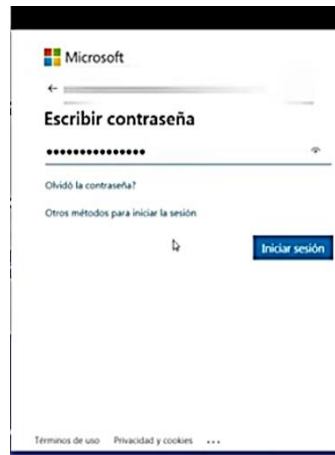 Microsoft
Escribir contraseña
Olvidó la contraseña?
Otros métodos para iniciar la sesión
Iniciar sesión
Términos de uso Privacidad y cookies ...